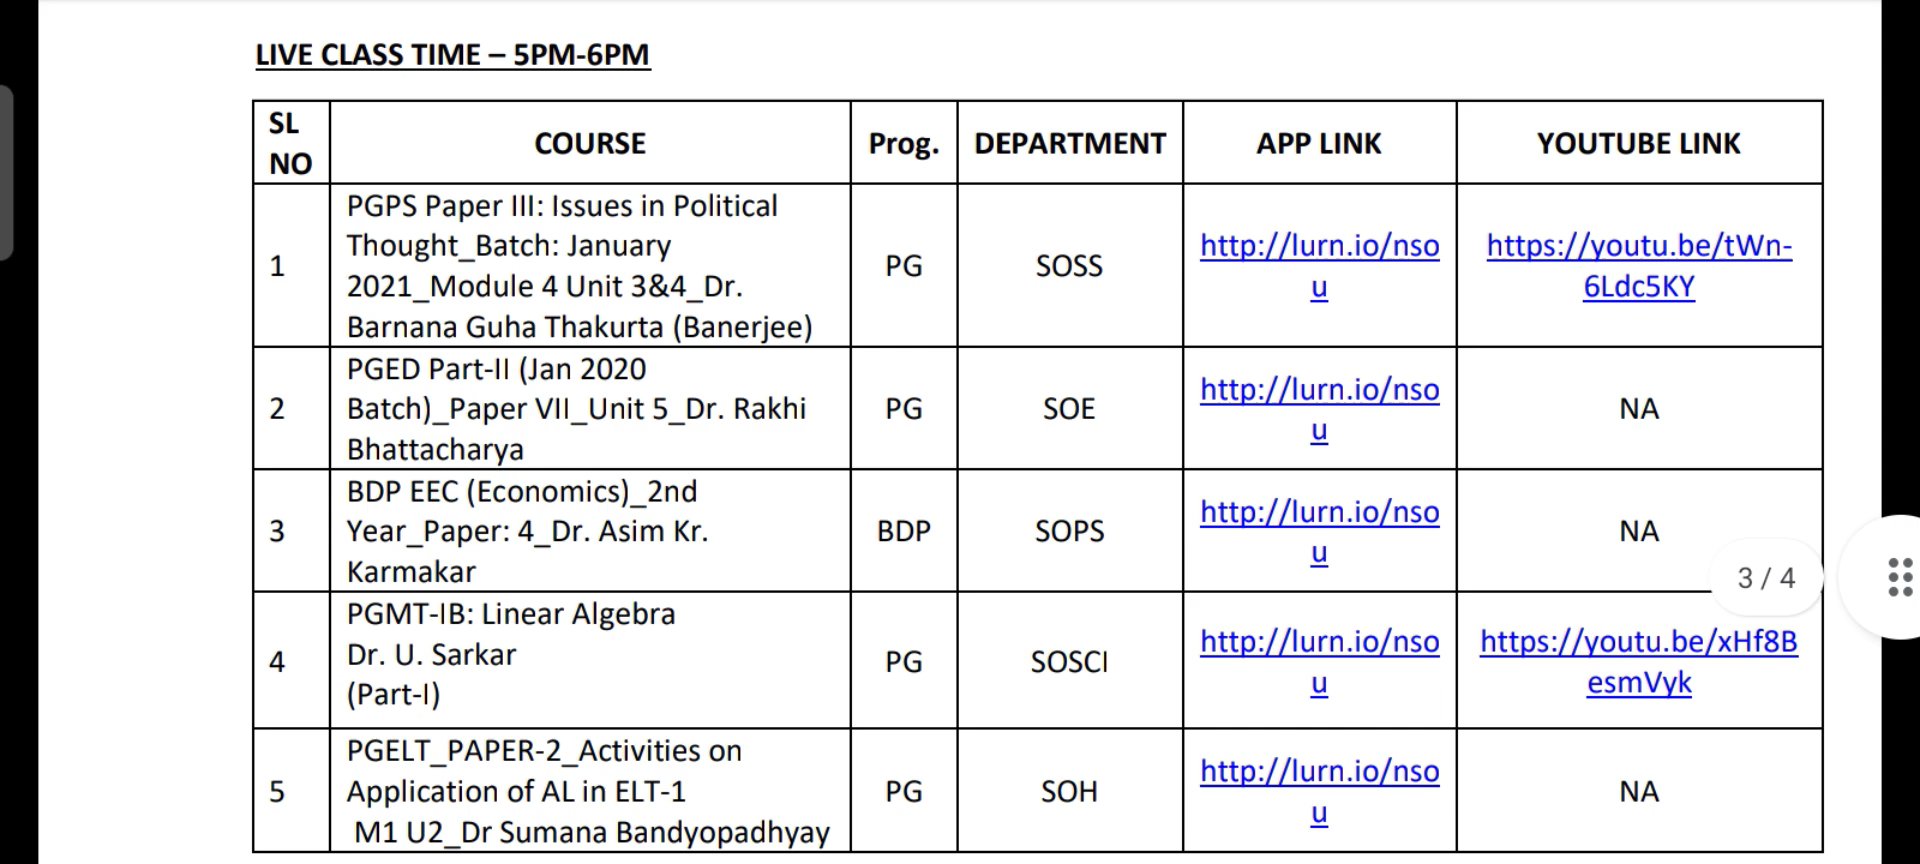 LIVE CLASS TIME – 5PM-6PM
SL
NO
COURSE
Prog.
DEPARTMENT
APP LINK
YOUTUBE LINK
1
PGPS Paper III: Issues in Political
Thought_Batch: January
2021_Module 4 Unit 3&4_Dr.
Barnana Guha Thakurta (Banerjee)
PG
SOSS
http://lurn.io/nso
u
https://youtu.be/tWn-
6Ldc5KY
2
PGED Part-II (Jan 2020
Batch)_Paper VII_Unit 5_Dr. Rakhi
Bhattacharya
PG
SOE
http://lurn.io/nso
u
NA
3
BDP EEC (Economics)_2nd
Year_Paper: 4_Dr. Asim Kr.
Karmakar
BDP
SOPS
http://lurn.io/nso
u
NA
3 / 4
4
PGMT-IB: Linear Algebra
Dr. U. Sarkar
(Part-I)
PG
SOSCI
http://lurn.io/nso
u
https://youtu.be/xHf8B
esmVyk
5
PGELT_PAPER-2_Activities on
Application of AL in ELT-1
M1 U2_Dr Sumana Bandyopadhyay
PG
SOH
http://lurn.io/nso
u
NA